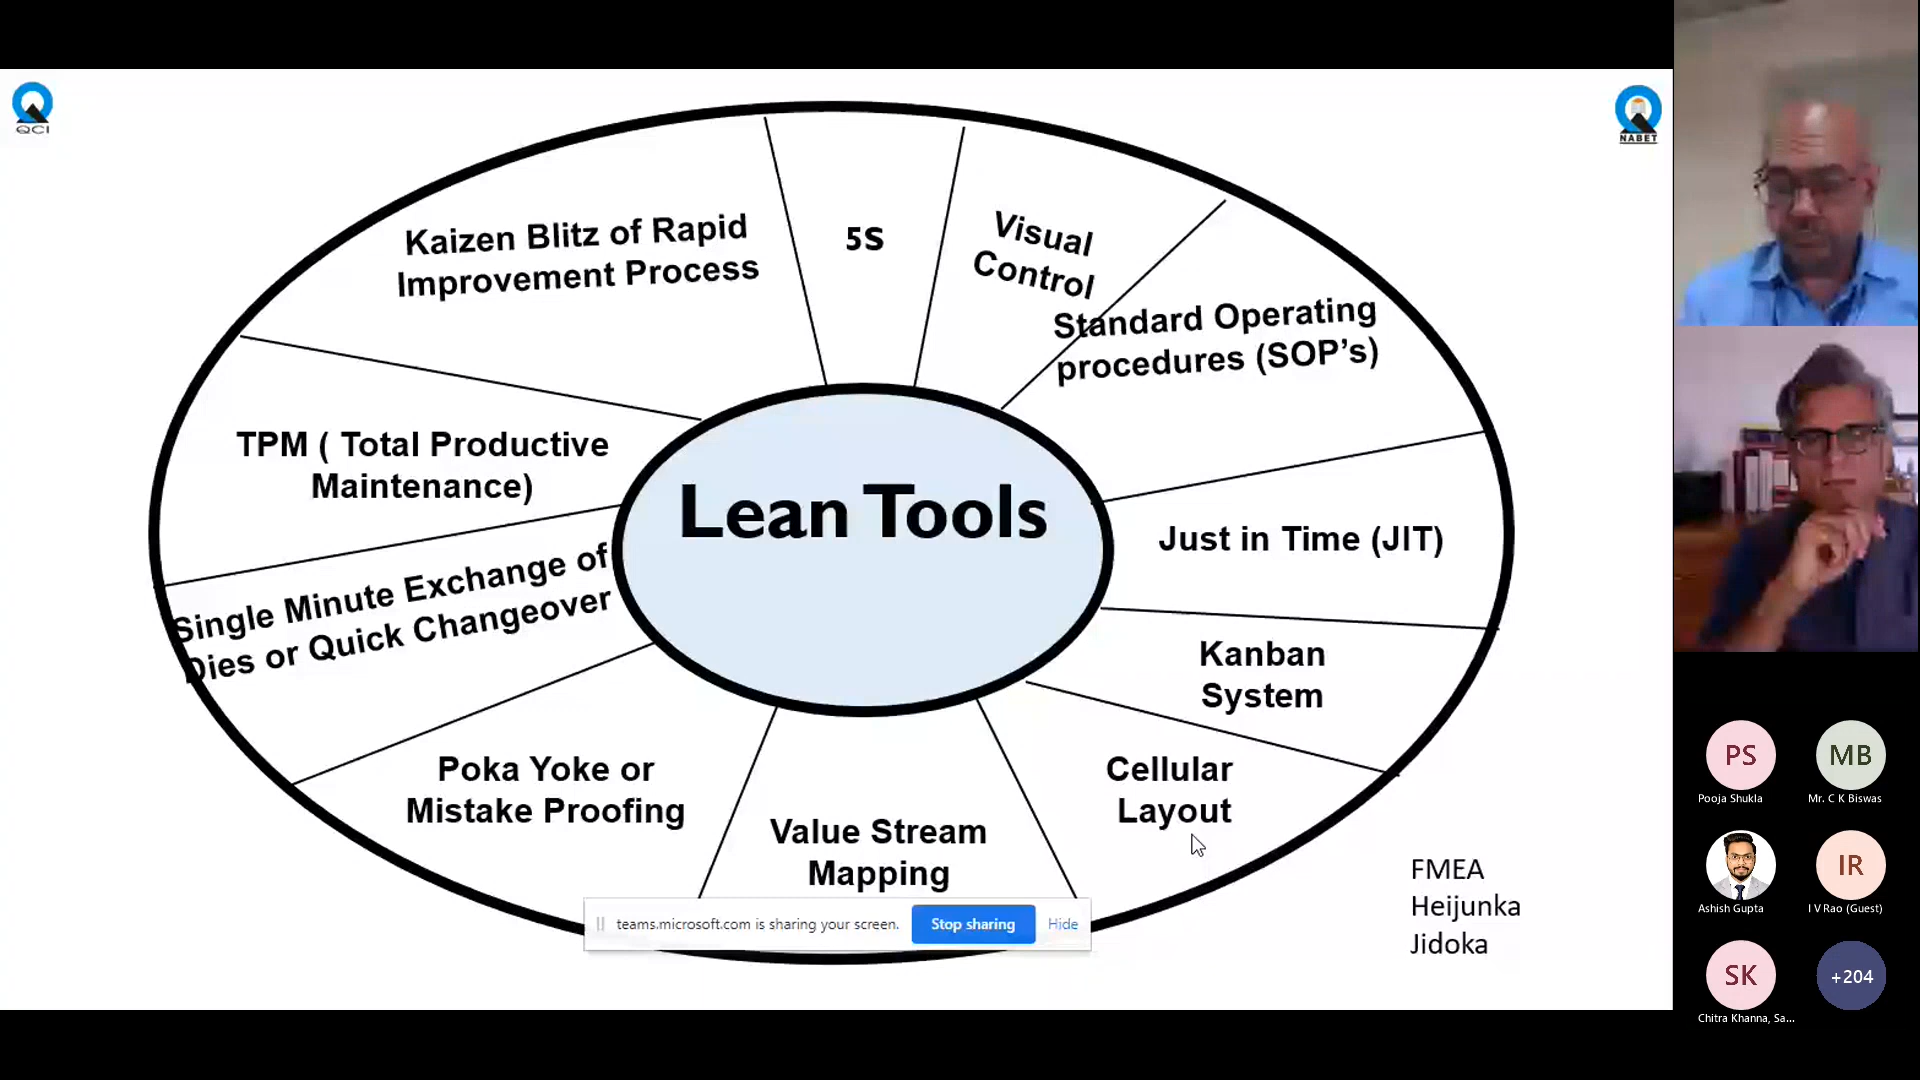 QCI
NABET
Kaizen Blitz of Rapid
Improvement Process
5S
Visual
Control
Standard Operating
procedures (SOP's)
TPM ( Total Productive
Maintenance)
Lean Tools
Just in Time (JIT)
Single Minute Exchange of
Dies or Quick Changeover
Kanban
System
Poka Yoke or
Mistake Proofing
Value Stream
Mapping
Cellular
Layout
FMEA
Heijunka
Jidoka
teams.microsoft.com is sharing your screen.
Stop sharing
Hide
PS
Pooja Shukla
MB
Mr. C K Biswas
Ashish Gupta
IR
I V Rao (Guest)
SK
Chitra Khanna, Sa...
+204